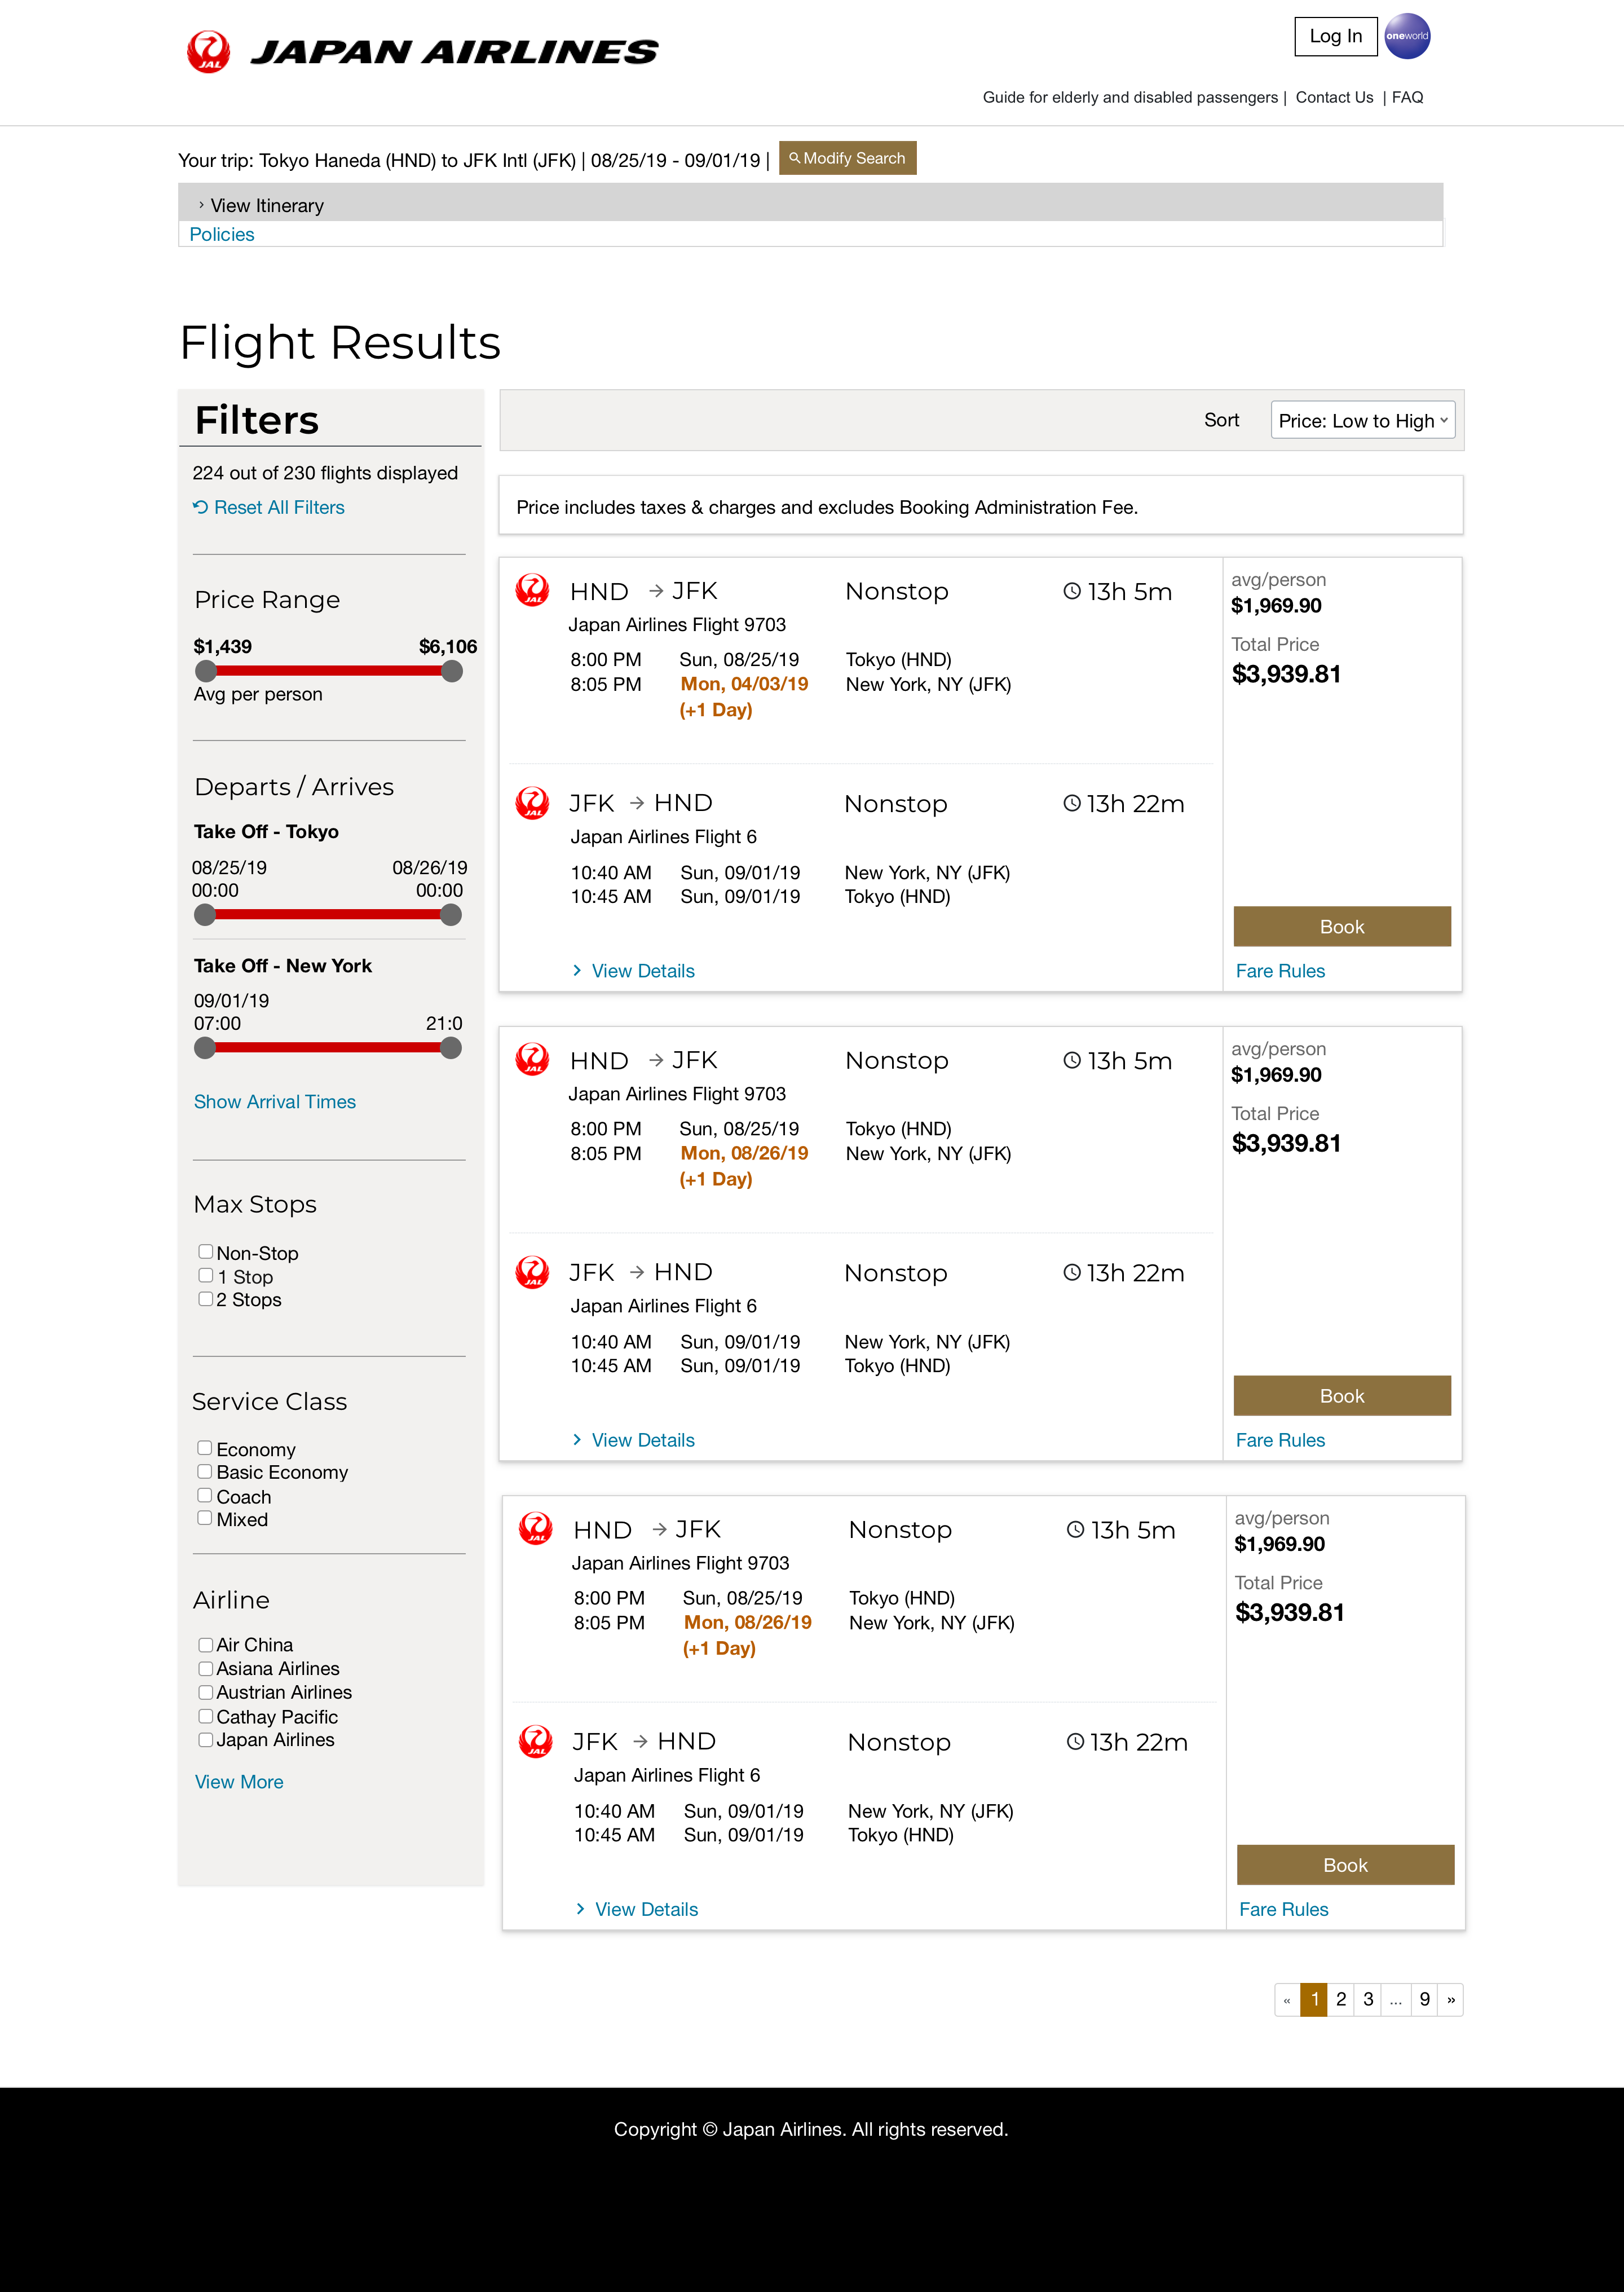 JAL JAPAN AIRLINES
Log In
oneworld
Guide for elderly and disabled passengers | Contact Us | FAQ
Your trip: Tokyo Haneda (HND) to JFK Intl (JFK) | 08/25/19 - 09/01/19 | Modify Search
› View Itinerary
Policies
Flight Results
Filters
224 out of 230 flights displayed
Reset All Filters
Price Range
$1,439 $6,106
Avg per person
Departs / Arrives
Take Off - Tokyo
08/25/19 08/26/19
00:00 00:00
Take Off - New York
09/01/19
07:00 21:0
Show Arrival Times
Max Stops
Non-Stop
1 Stop
2 Stops
Service Class
Economy
Basic Economy
Coach
Mixed
Airline
Air China
Asiana Airlines
Austrian Airlines
Cathay Pacific
Japan Airlines
View More
Sort Price: Low to High
Price includes taxes & charges and excludes Booking Administration Fee.
JAL HND → JFK Nonstop 13h 5m
Japan Airlines Flight 9703
8:00 PM Sun, 08/25/19 Tokyo (HND)
8:05 PM Mon, 04/03/19 New York, NY (JFK)
(+1 Day)
JAL JFK → HND Nonstop 13h 22m
Japan Airlines Flight 6
10:40 AM Sun, 09/01/19 New York, NY (JFK)
10:45 AM Sun, 09/01/19 Tokyo (HND)
› View Details
avg/person
$1,969.90
Total Price
$3,939.81
Book
Fare Rules
JAL HND → JFK Nonstop 13h 5m
Japan Airlines Flight 9703
8:00 PM Sun, 08/25/19 Tokyo (HND)
8:05 PM Mon, 08/26/19 New York, NY (JFK)
(+1 Day)
JAL JFK → HND Nonstop 13h 22m
Japan Airlines Flight 6
10:40 AM Sun, 09/01/19 New York, NY (JFK)
10:45 AM Sun, 09/01/19 Tokyo (HND)
› View Details
avg/person
$1,969.90
Total Price
$3,939.81
Book
Fare Rules
JAL HND → JFK Nonstop 13h 5m
Japan Airlines Flight 9703
8:00 PM Sun, 08/25/19 Tokyo (HND)
8:05 PM Mon, 08/26/19 New York, NY (JFK)
(+1 Day)
JAL JFK → HND Nonstop 13h 22m
Japan Airlines Flight 6
10:40 AM Sun, 09/01/19 New York, NY (JFK)
10:45 AM Sun, 09/01/19 Tokyo (HND)
› View Details
avg/person
$1,969.90
Total Price
$3,939.81
Book
Fare Rules
« 1 2 3 ... 9 »
Copyright © Japan Airlines. All rights reserved.